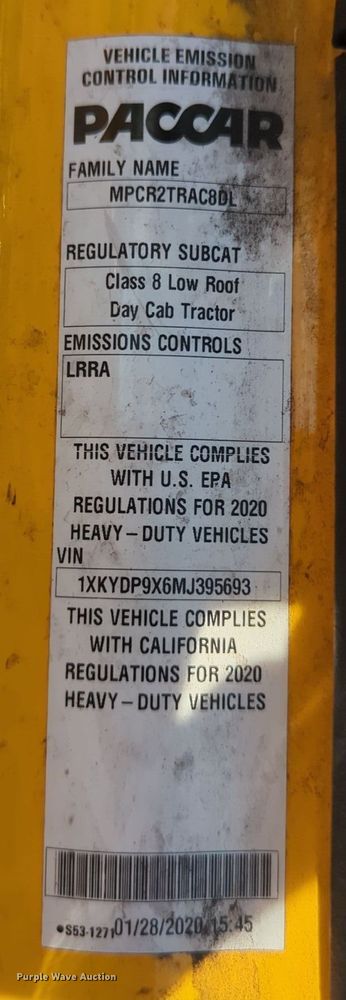 VEHICLE EMISSION
CONTROL INFORMATION
PACCAR
FAMILY NAME
MPCR2TRAC8DL
REGULATORY SUBCAT
Class 8 Low Roof
Day Cab Tractor
EMISSIONS CONTROLS
LRRA
THIS VEHICLE COMPLIES
WITH U.S. EPA
REGULATIONS FOR 2020
HEAVY-DUTY VEHICLES
VIN
1XKYDP9X6MJ395693
THIS VEHICLE COMPLIES
WITH CALIFORNIA
REGULATIONS FOR 2020
HEAVY-DUTY VEHICLES
•S53-1271 01/28/2020 15:45
Purple Wave Auction